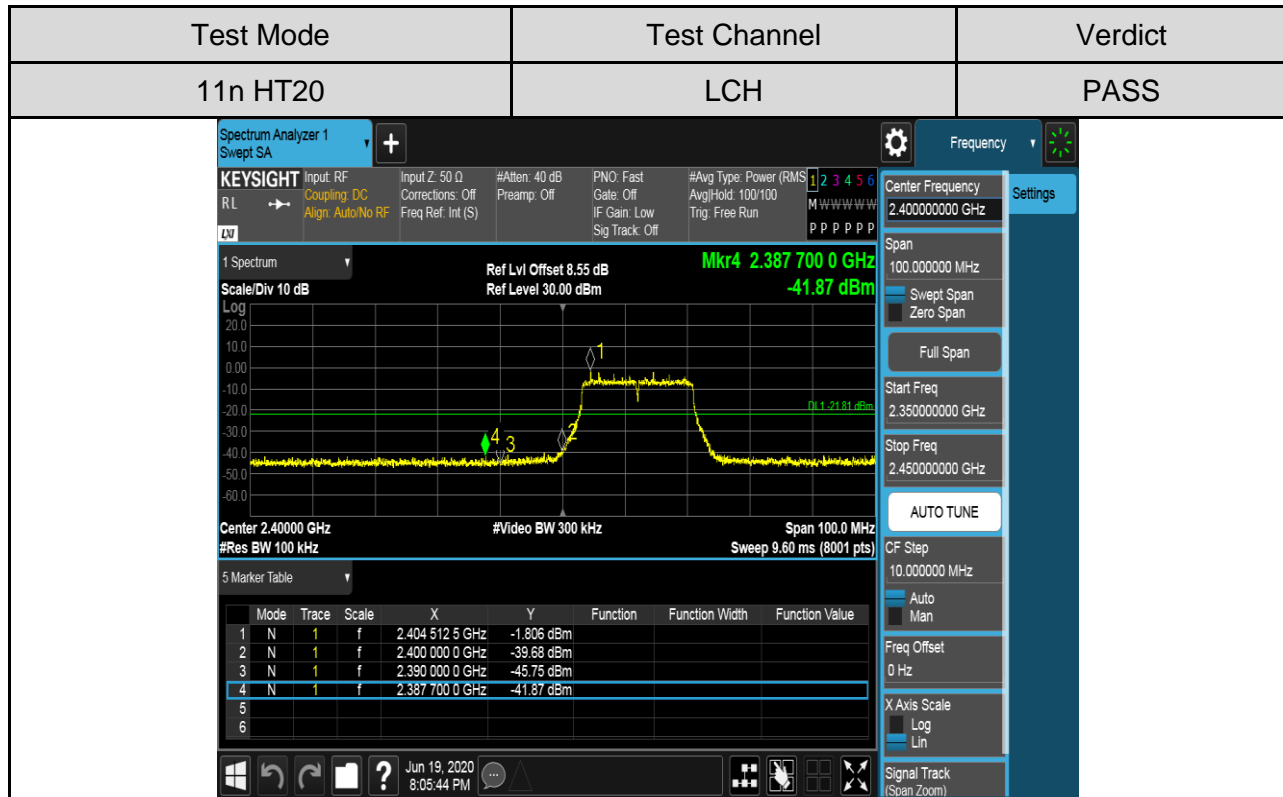 Test Mode Test Channel Verdict
11n HT20 LCH PASS
Spectrum Analyzer 1
Swept SA
+
Frequency
KEYSIGHT Input: RF Input Z: 50 Ω #Atten: 40 dB PNO: Fast #Avg Type: Power (RMS 1 2 3 4 5 6
RL Coupling: DC Corrections: Off Preamp: Off Gate: Off Avg|Hold: 100/100 M W W W W W
Align: Auto/No RF Freq Ref: Int (S) IF Gain: Low Trig: Free Run
LXI Sig Track: Off P P P P P P
1 Spectrum Ref Lvl Offset 8.55 dB Mkr4 2.387 700 0 GHz
Scale/Div 10 dB Ref Level 30.00 dBm -41.87 dBm
Log
20.0
10.0
0.00
-10.0
-20.0
-30.0
-40.0
-50.0
-60.0
1
DL1 -21.81 dBm
4 3 2
Center 2.40000 GHz #Video BW 300 kHz Span 100.0 MHz
#Res BW 100 kHz Sweep 9.60 ms (8001 pts)
5 Marker Table
Mode Trace Scale X Y Function Function Width Function Value
1 N 1 f 2.404 512 5 GHz -1.806 dBm
2 N 1 f 2.400 000 0 GHz -39.68 dBm
3 N 1 f 2.390 000 0 GHz -45.75 dBm
4 N 1 f 2.387 700 0 GHz -41.87 dBm
5
6
?
Jun 19, 2020
8:05:44 PM
Center Frequency
2.400000000 GHz
Settings
Span
100.000000 MHz
Swept Span
Zero Span
Full Span
Start Freq
2.350000000 GHz
Stop Freq
2.450000000 GHz
AUTO TUNE
CF Step
10.000000 MHz
Auto
Man
Freq Offset
0 Hz
X Axis Scale
Log
Lin
Signal Track
(Span Zoom)